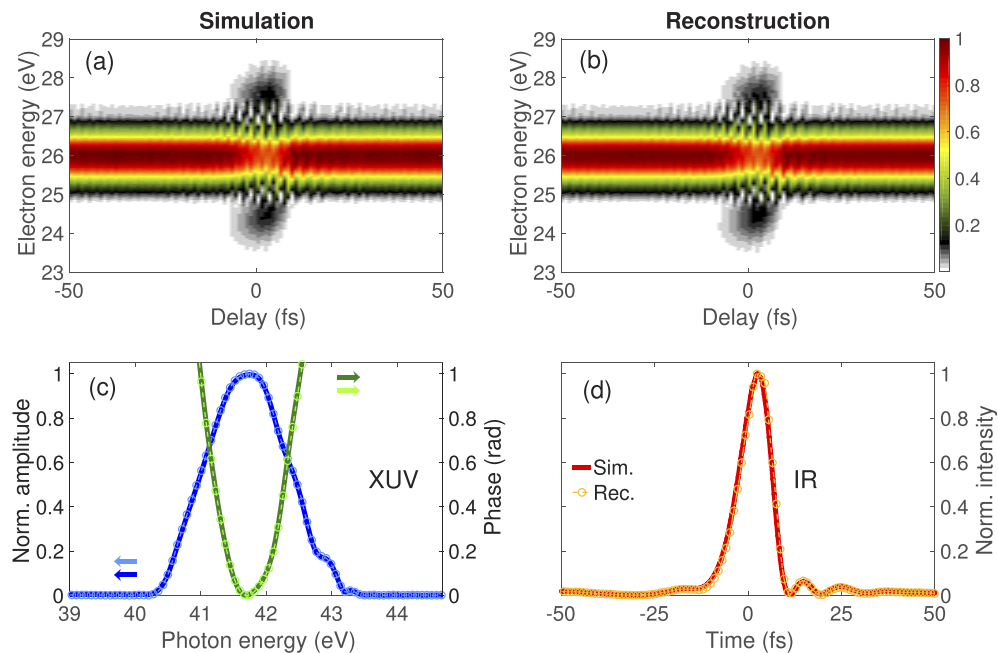 Simulation
Reconstruction
(a)
29
28
27
26
25
24
23
Electron energy (eV)
-50
0
50
Delay (fs)
(b)
29
28
27
26
25
24
23
Electron energy (eV)
-50
0
50
Delay (fs)
1
0.8
0.6
0.4
0.2
(c)
1
0.8
0.6
0.4
0.2
0
Norm. amplitude
XUV
1
0.8
0.6
0.4
0.2
0
Phase (rad)
39
40
41
42
43
44
Photon energy (eV)
(d)
Sim.
Rec.
IR
1
0.8
0.6
0.4
0.2
0
Norm. intensity
-50
-25
0
25
50
Time (fs)